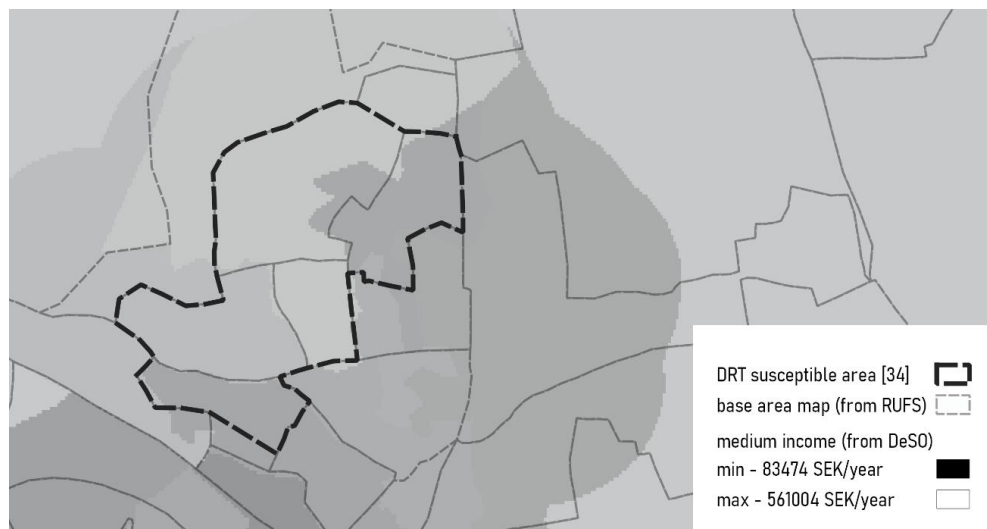 DRT susceptible area [34]
base area map (from RUFS)
medium income (from DeSO)
min - 83474 SEK/year
max - 561004 SEK/year